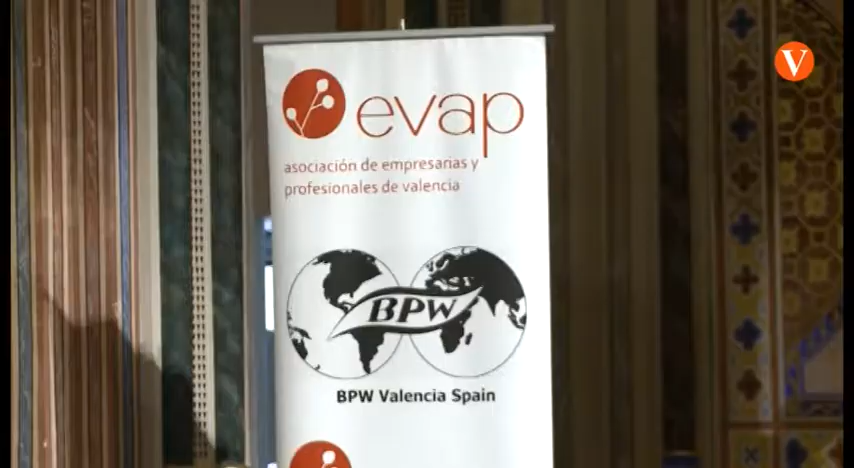 V
evap
asociación de empresarias y
profesionales de valencia
BPW
BPW Valencia Spain